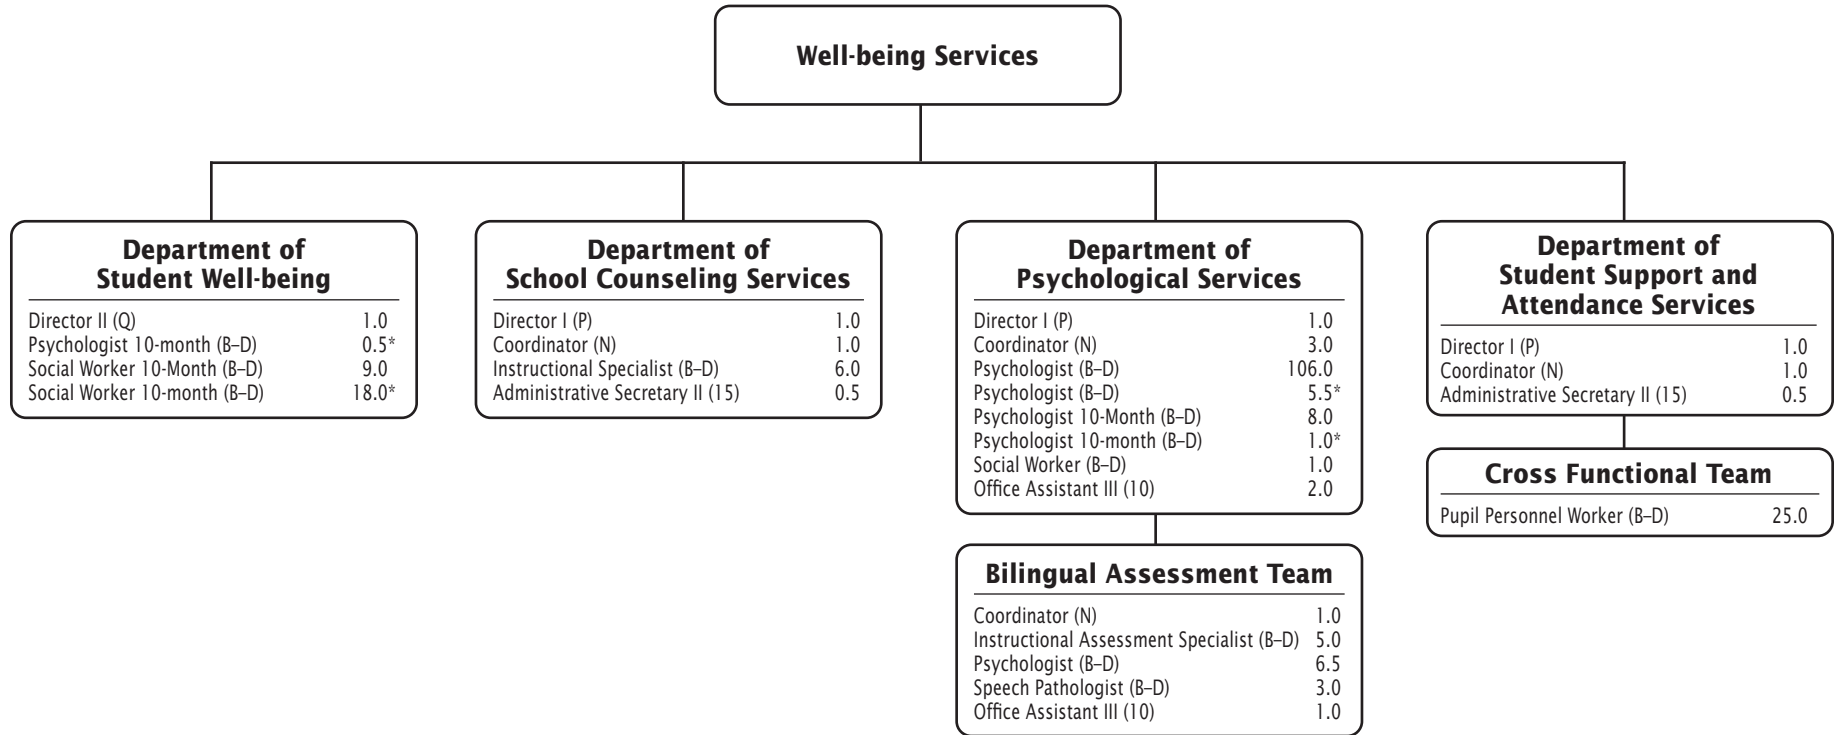 Well-being Services
Department of
Student Well-being
Director II (Q) 1.0
Psychologist 10-month (B–D) 0.5*
Social Worker 10-Month (B–D) 9.0
Social Worker 10-month (B–D) 18.0*
Department of
School Counseling Services
Director I (P) 1.0
Coordinator (N) 1.0
Instructional Specialist (B–D) 6.0
Administrative Secretary II (15) 0.5
Department of
Psychological Services
Director I (P) 1.0
Coordinator (N) 3.0
Psychologist (B–D) 106.0
Psychologist (B–D) 5.5*
Psychologist 10-Month (B–D) 8.0
Psychologist 10-month (B–D) 1.0*
Social Worker (B–D) 1.0
Office Assistant III (10) 2.0
Bilingual Assessment Team
Coordinator (N) 1.0
Instructional Assessment Specialist (B–D) 5.0
Psychologist (B–D) 6.5
Speech Pathologist (B–D) 3.0
Office Assistant III (10) 1.0
Department of
Student Support and
Attendance Services
Director I (P) 1.0
Coordinator (N) 1.0
Administrative Secretary II (15) 0.5
Cross Functional Team
Pupil Personnel Worker (B–D) 25.0